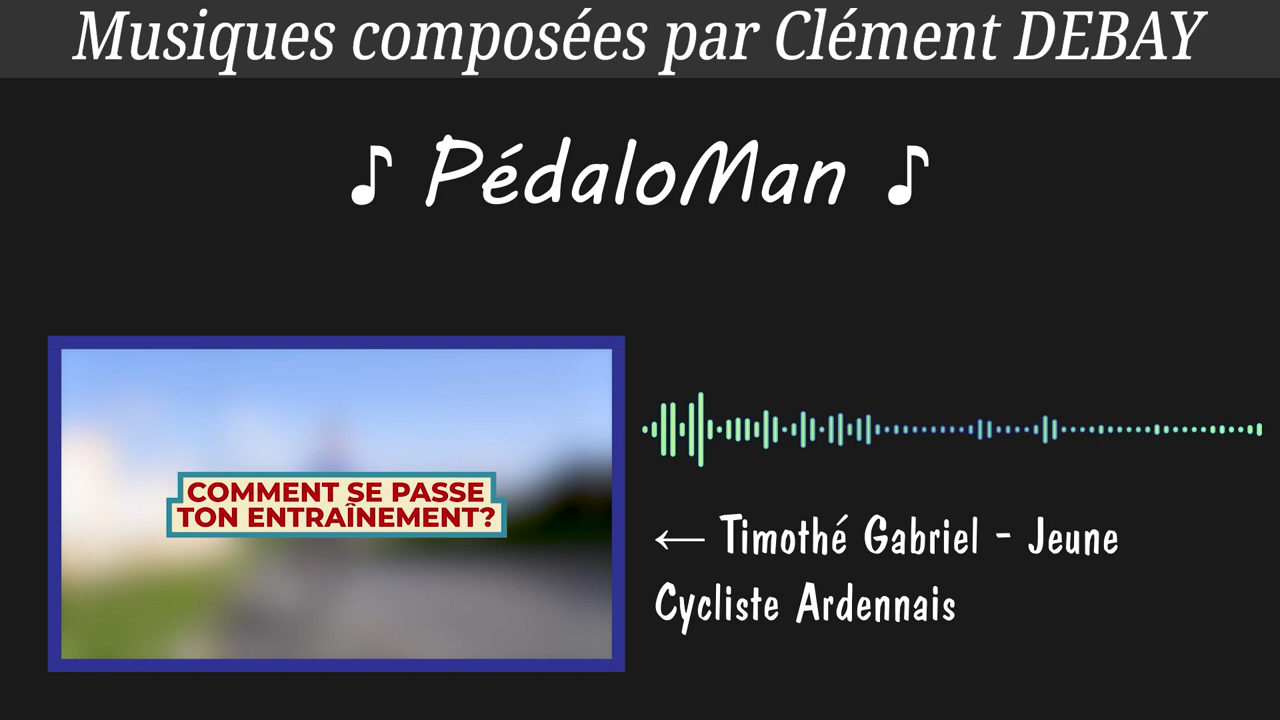 Musiques composées par Clément DEBAY
♪ PédaloMan ♪
COMMENT SE PASSE
TON ENTRAÎNEMENT?
← Timothé Gabriel - Jeune
Cycliste Ardennais